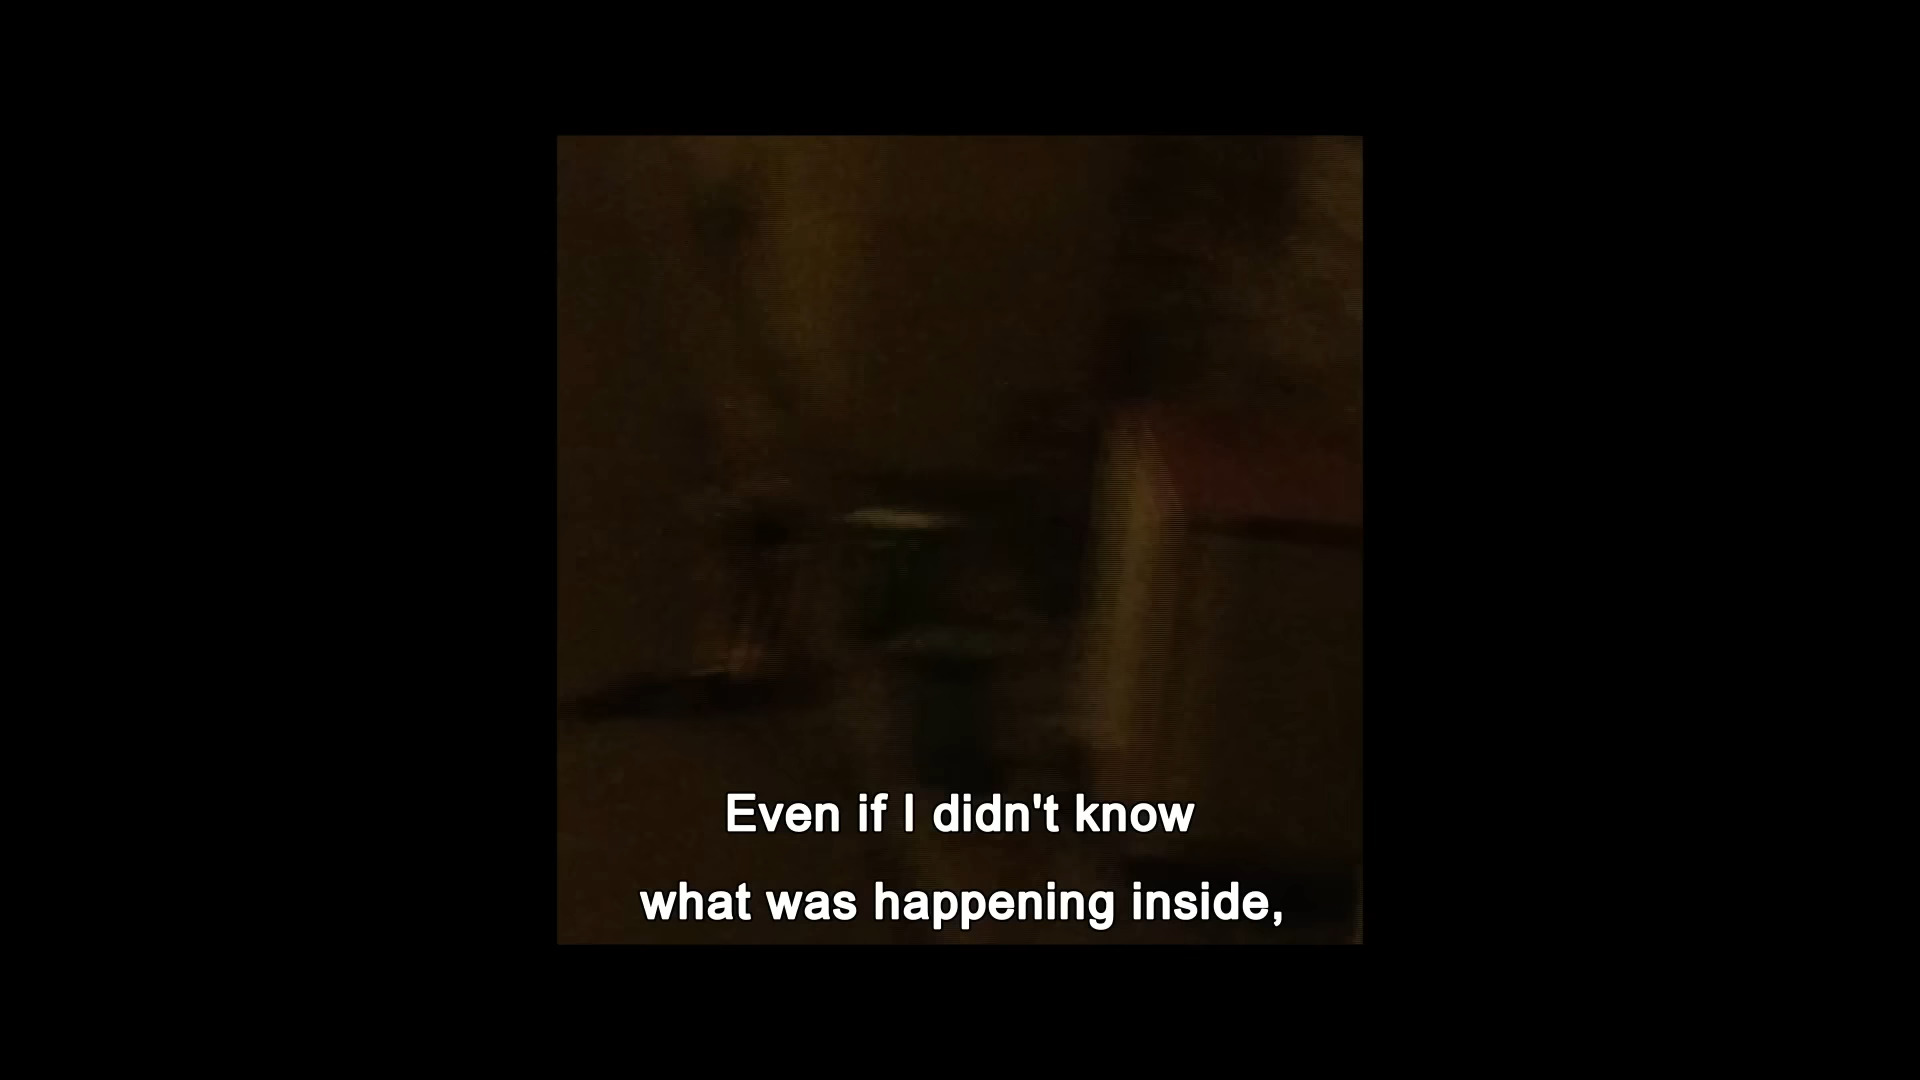 Even if I didn't know
what was happening inside,